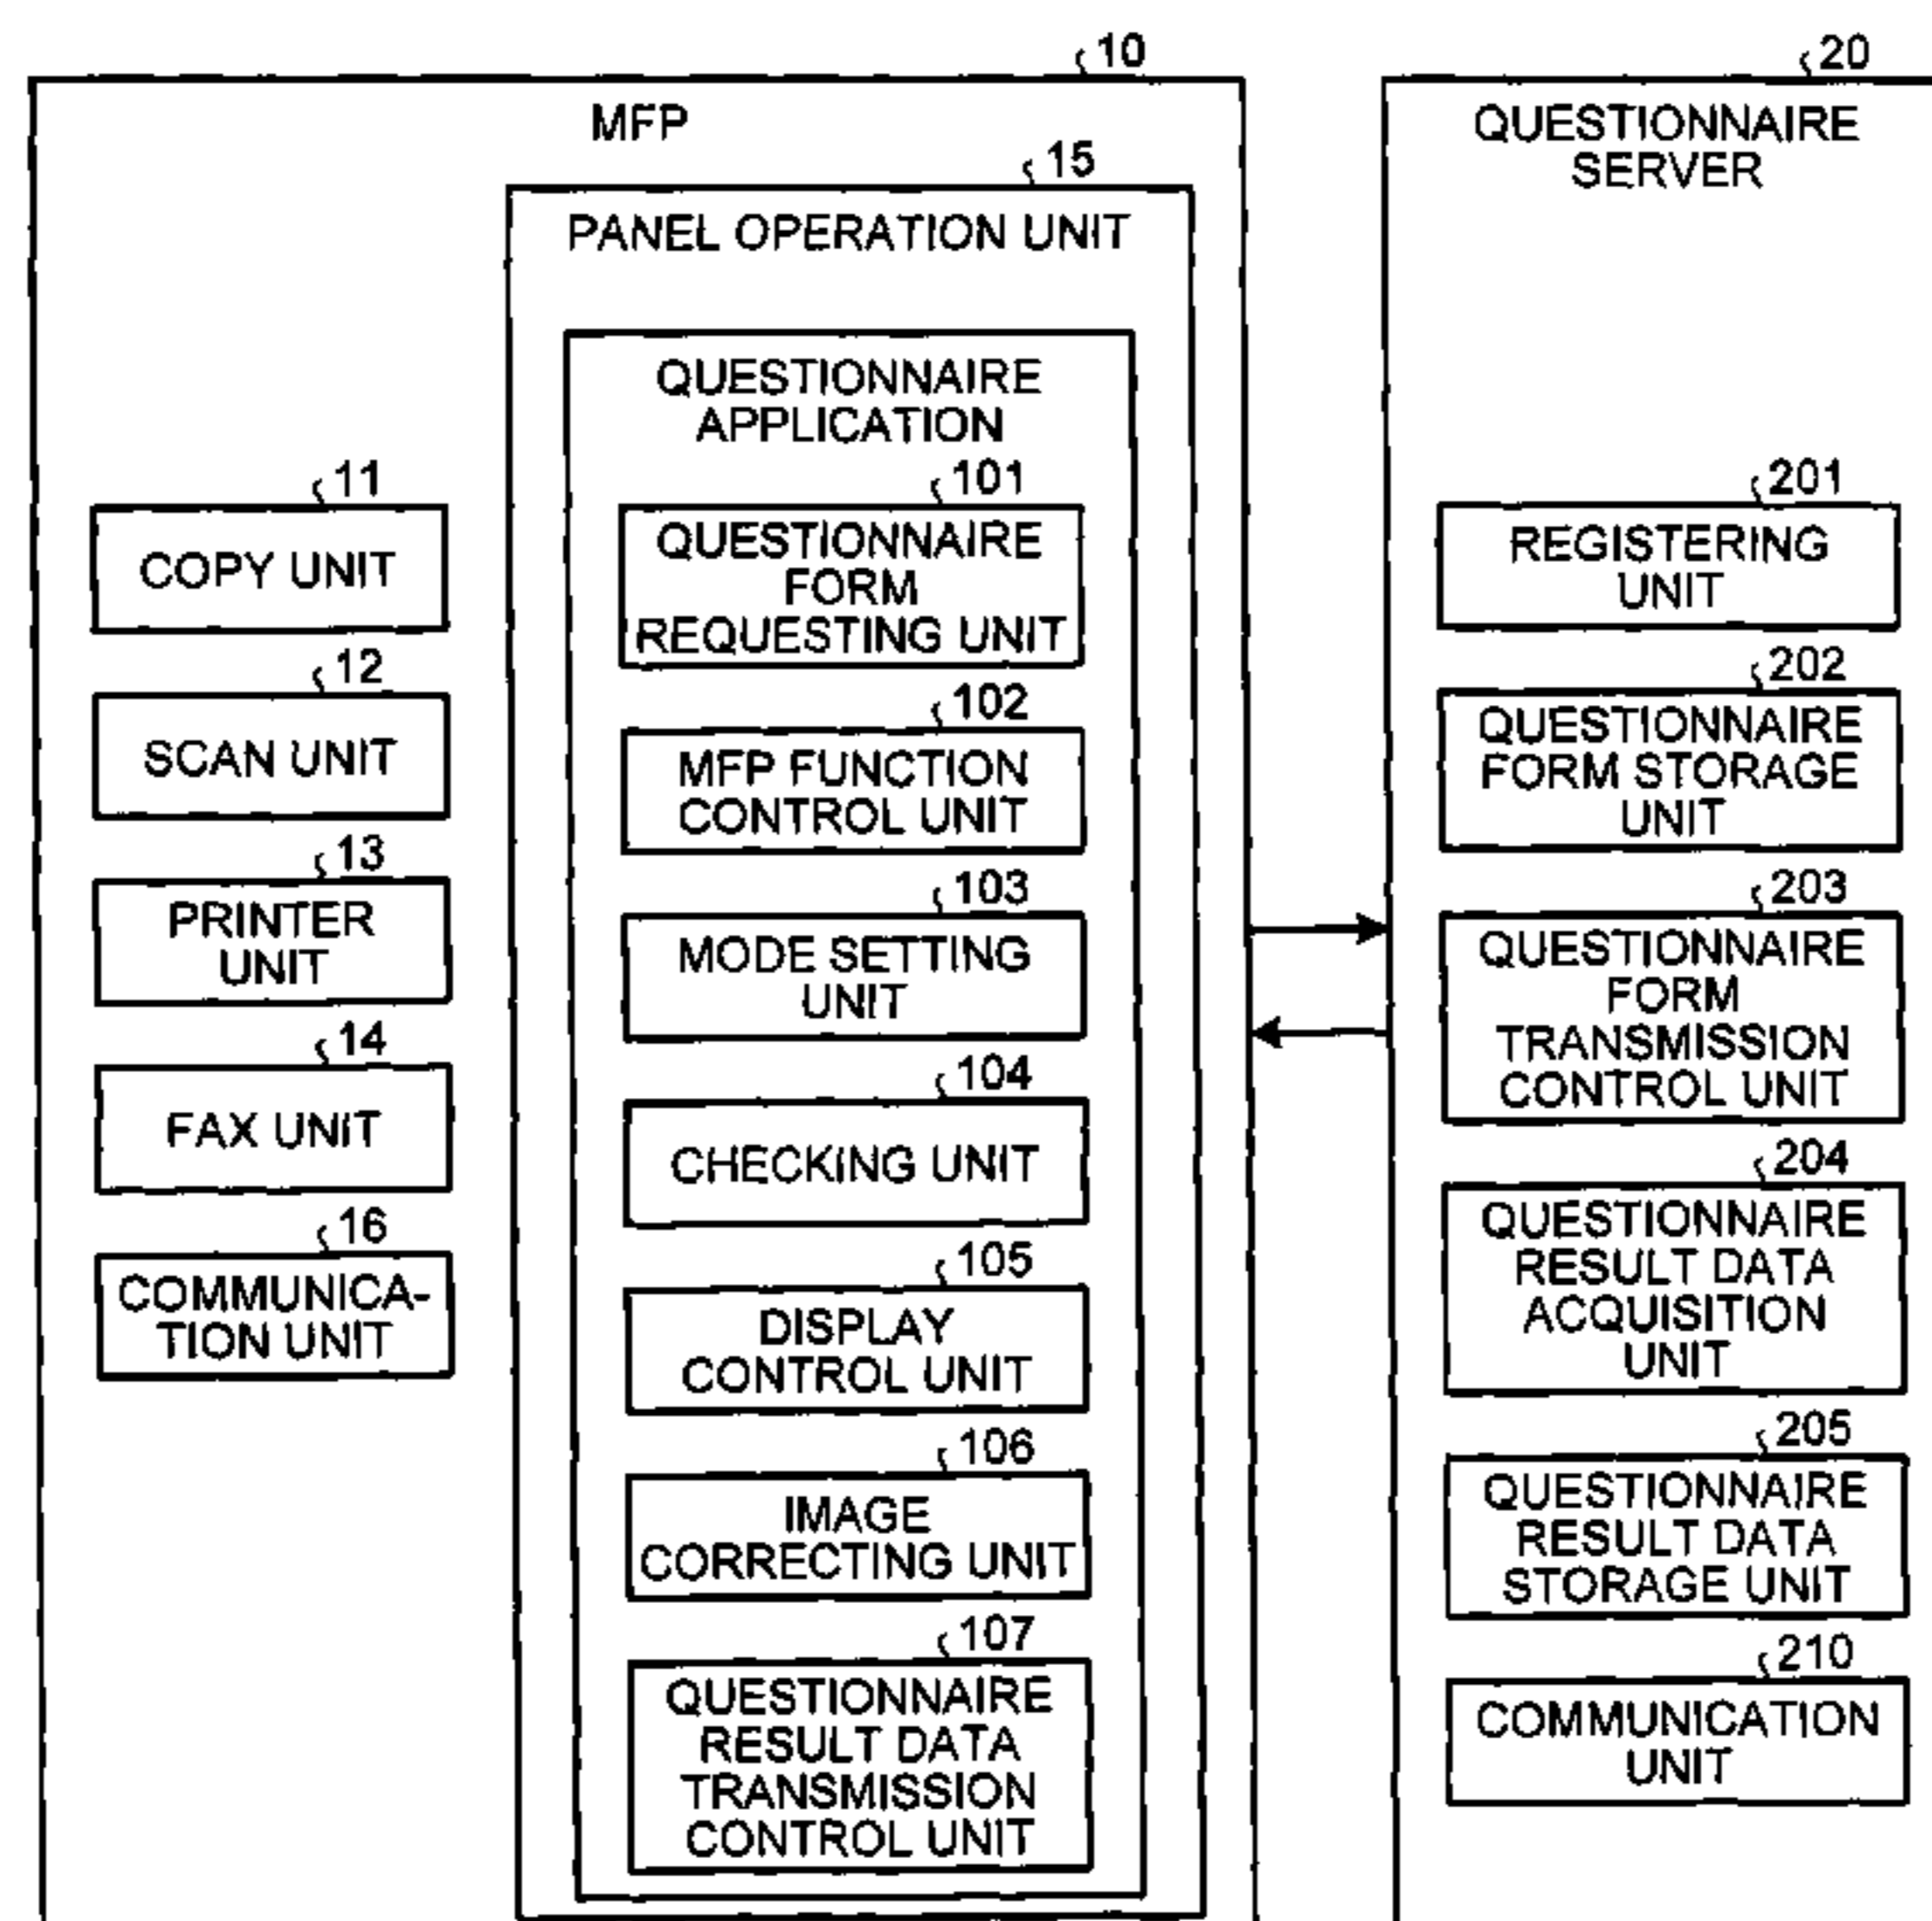 10
MFP
15
PANEL OPERATION UNIT
QUESTIONNAIRE
APPLICATION
11
COPY UNIT
12
SCAN UNIT
13
PRINTER
UNIT
14
FAX UNIT
16
COMMUNICA-
TION UNIT
101
QUESTIONNAIRE
FORM
REQUESTING UNIT
102
MFP FUNCTION
CONTROL UNIT
103
MODE SETTING
UNIT
104
CHECKING UNIT
105
DISPLAY
CONTROL UNIT
106
IMAGE
CORRECTING UNIT
107
QUESTIONNAIRE
RESULT DATA
TRANSMISSION
CONTROL UNIT
20
QUESTIONNAIRE
SERVER
201
REGISTERING
UNIT
202
QUESTIONNAIRE
FORM STORAGE
UNIT
203
QUESTIONNAIRE
FORM
TRANSMISSION
CONTROL UNIT
204
QUESTIONNAIRE
RESULT DATA
ACQUISITION
UNIT
205
QUESTIONNAIRE
RESULT DATA
STORAGE UNIT
210
COMMUNICATION
UNIT